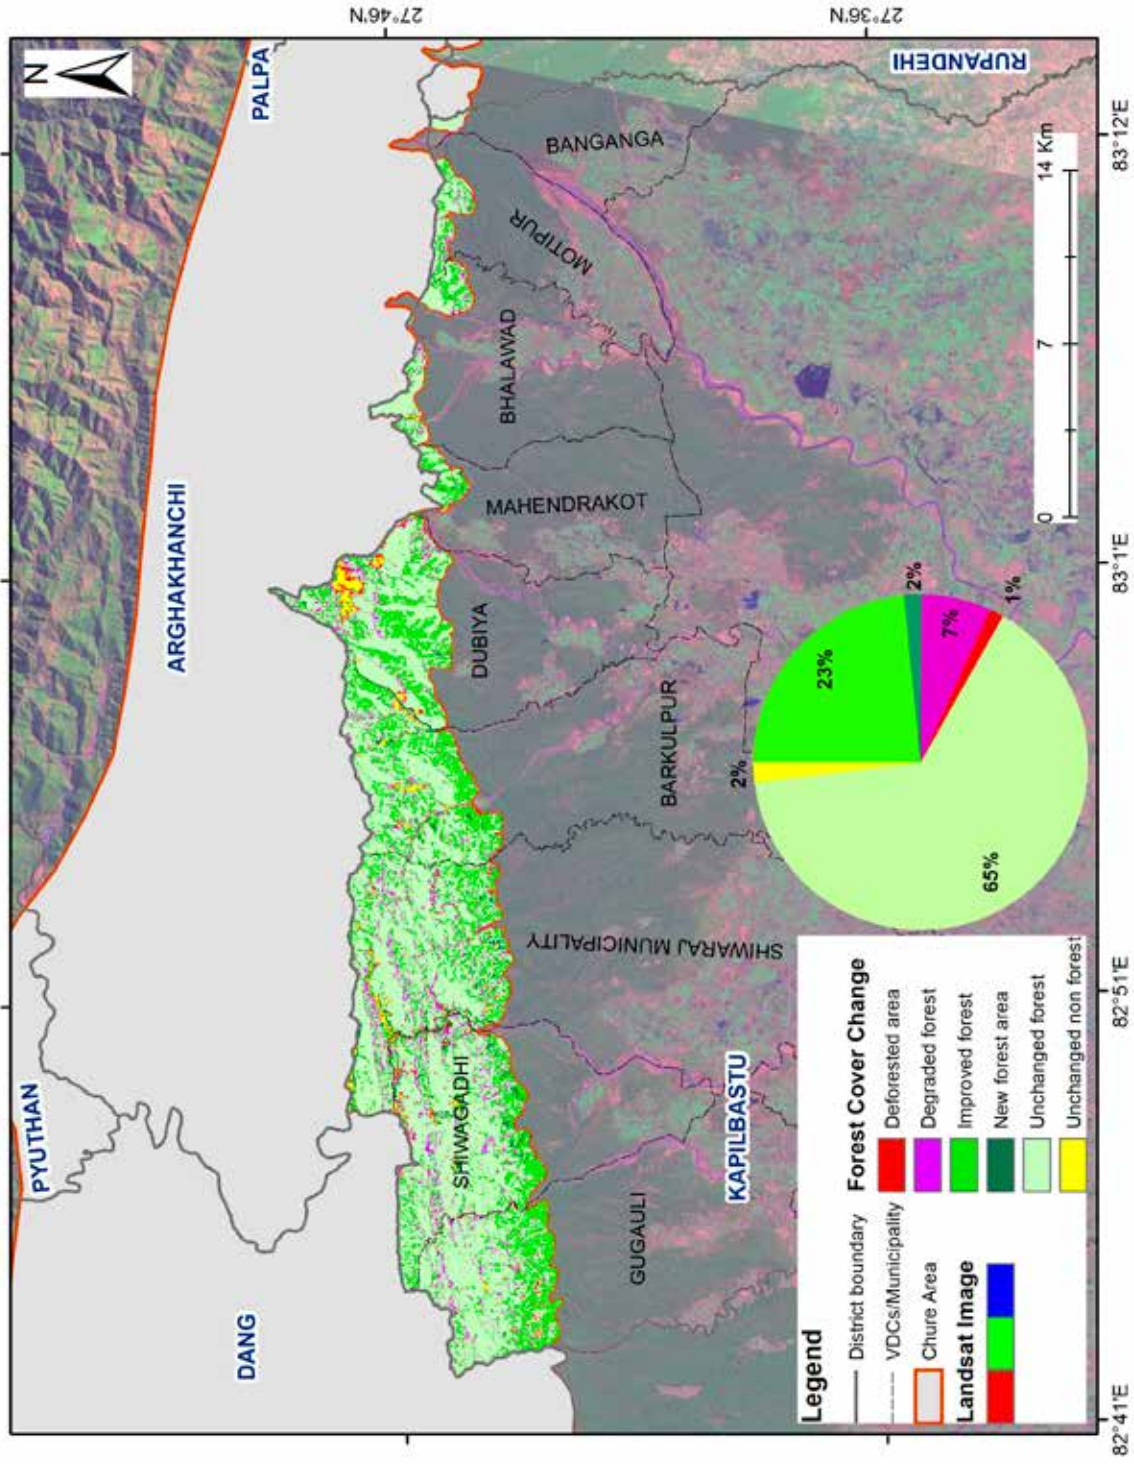 N
PALPA
PYUTHAN
ARGHAKHANCHI
DANG
27°46'N
27°36'N
RUPANDEHI
BANGANGA
MOTIPUR
BHALAWAD
MAHENDRAKOT
DUBIYA
BARKULPUR
SHIWARAJ MUNICIPALITY
SHIWAGADHI
GUGAULI
KAPILBASTU
82°41'E
82°51'E
83°1'E
83°12'E
0 7 14 Km
2%
23%
2%
7%
1%
65%
Legend
District boundary
VDCs/Municipality
Chure Area
Landsat Image
Forest Cover Change
Deforested area
Degraded forest
Improved forest
New forest area
Unchanged forest
Unchanged non forest